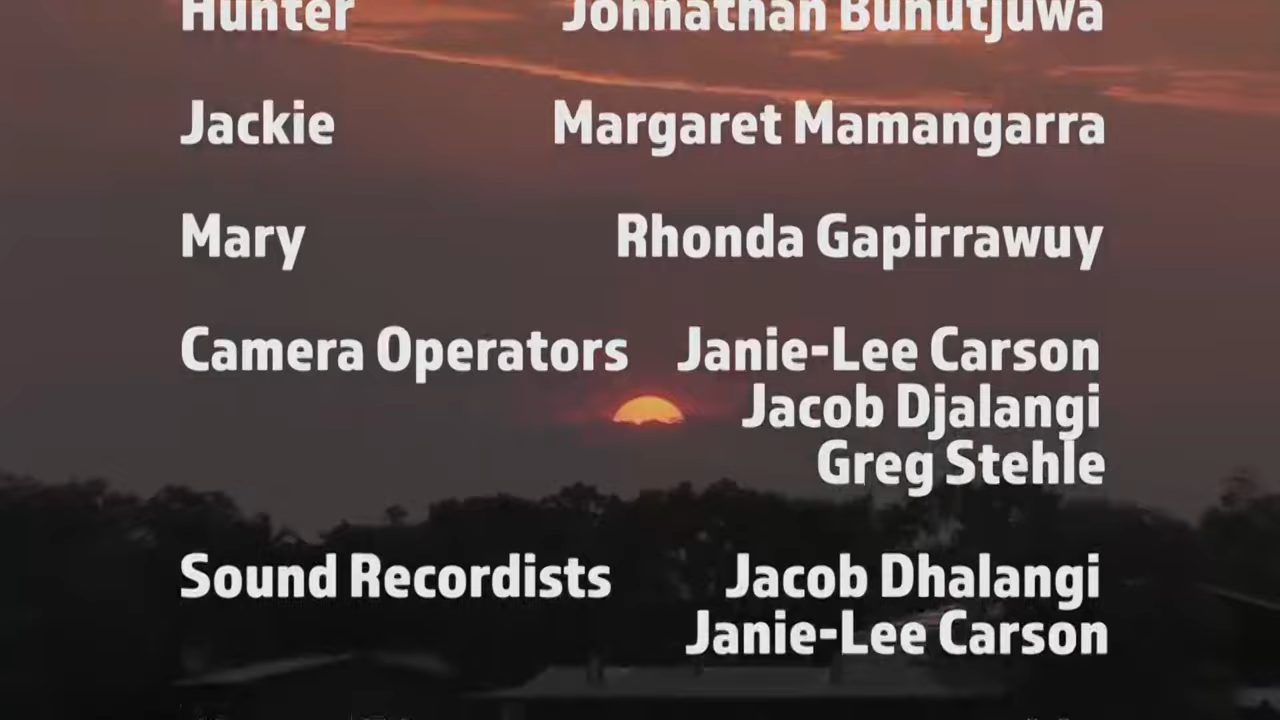 Hunter Johnathan Bunutjuwa
Jackie Margaret Mamangarra
Mary Rhonda Gapirrawuy
Camera Operators Janie-Lee Carson
Jacob Djalangi
Greg Stehle
Sound Recordists Jacob Dhalangi
Janie-Lee Carson